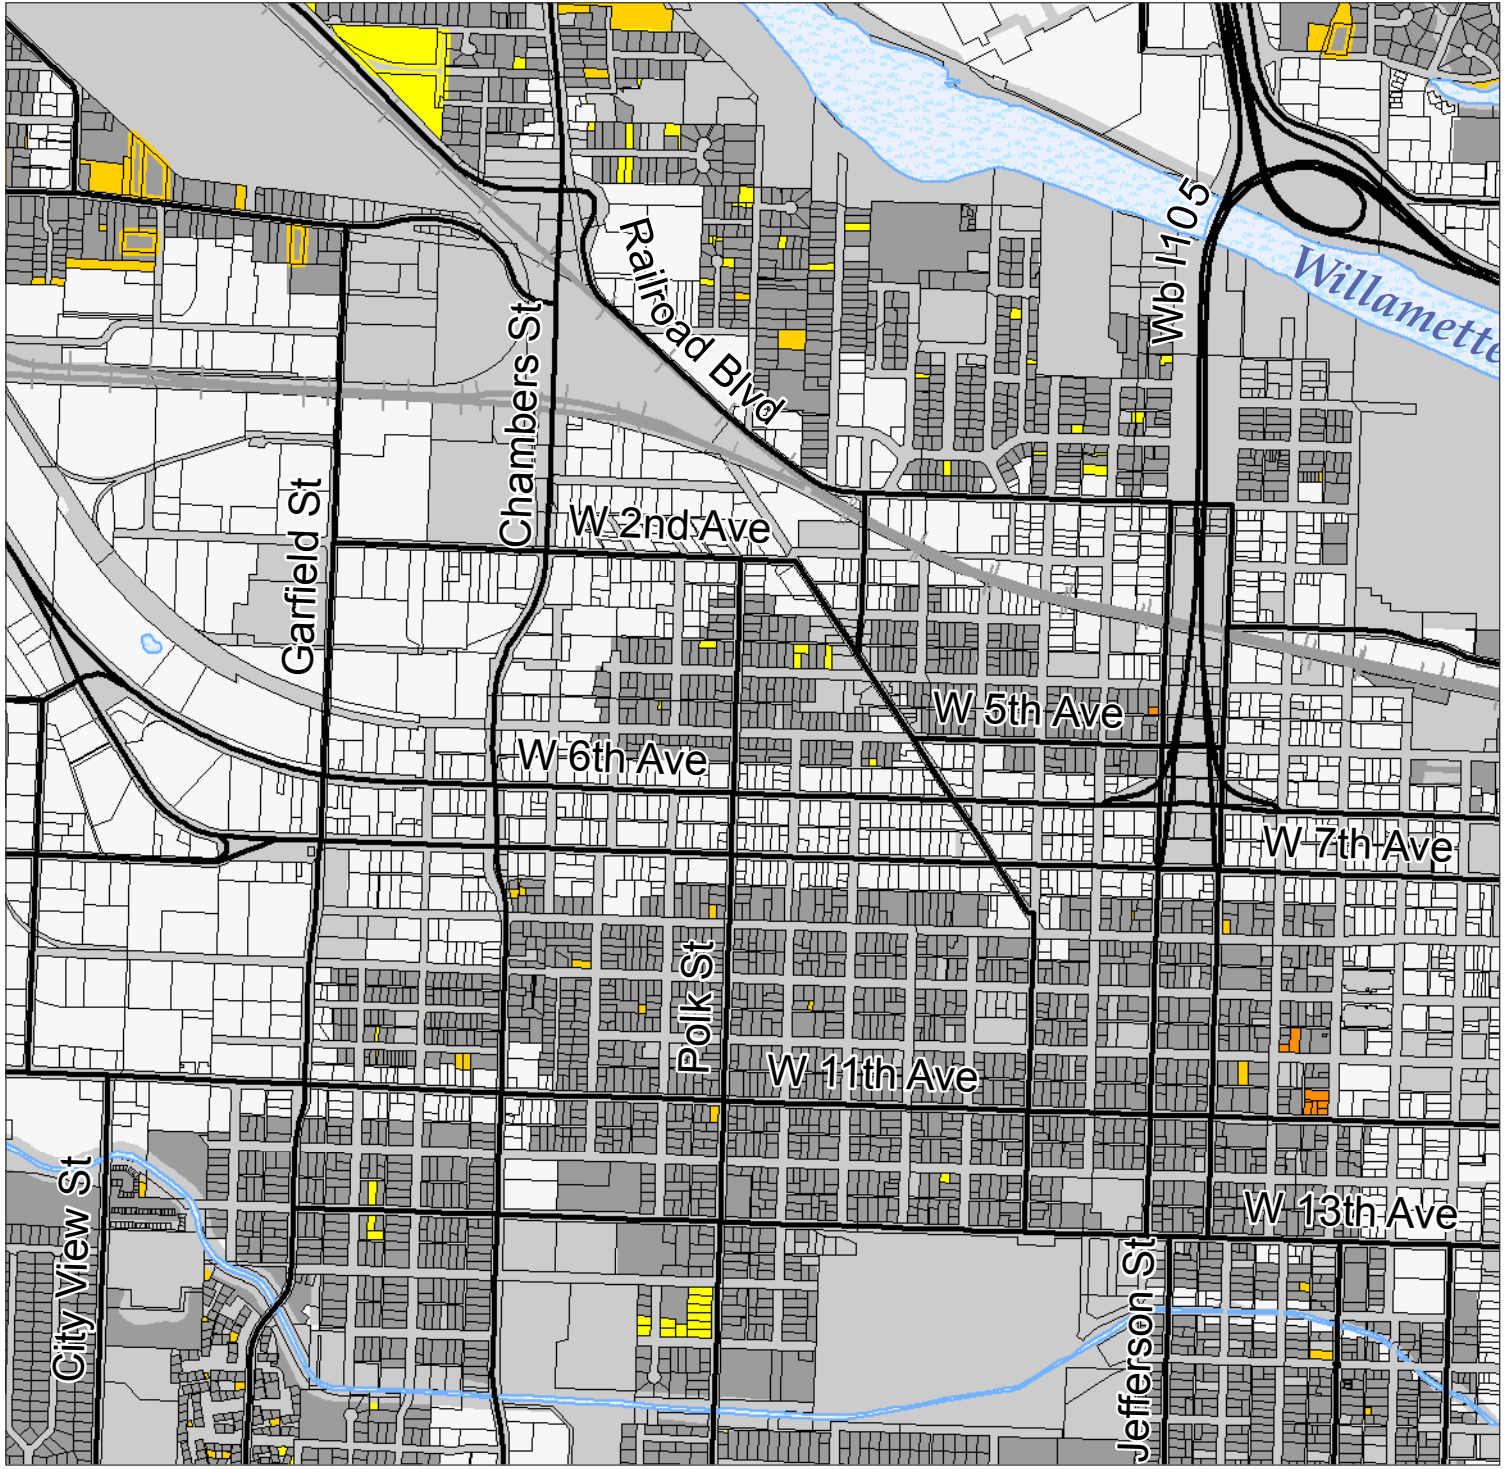 Wb I105
Willamette
Railroad Blvd
Chambers St
Garfield St
W 2nd Ave
W 5th Ave
W 6th Ave
W 7th Ave
Polk St
W 11th Ave
City View St
W 13th Ave
Jefferson St